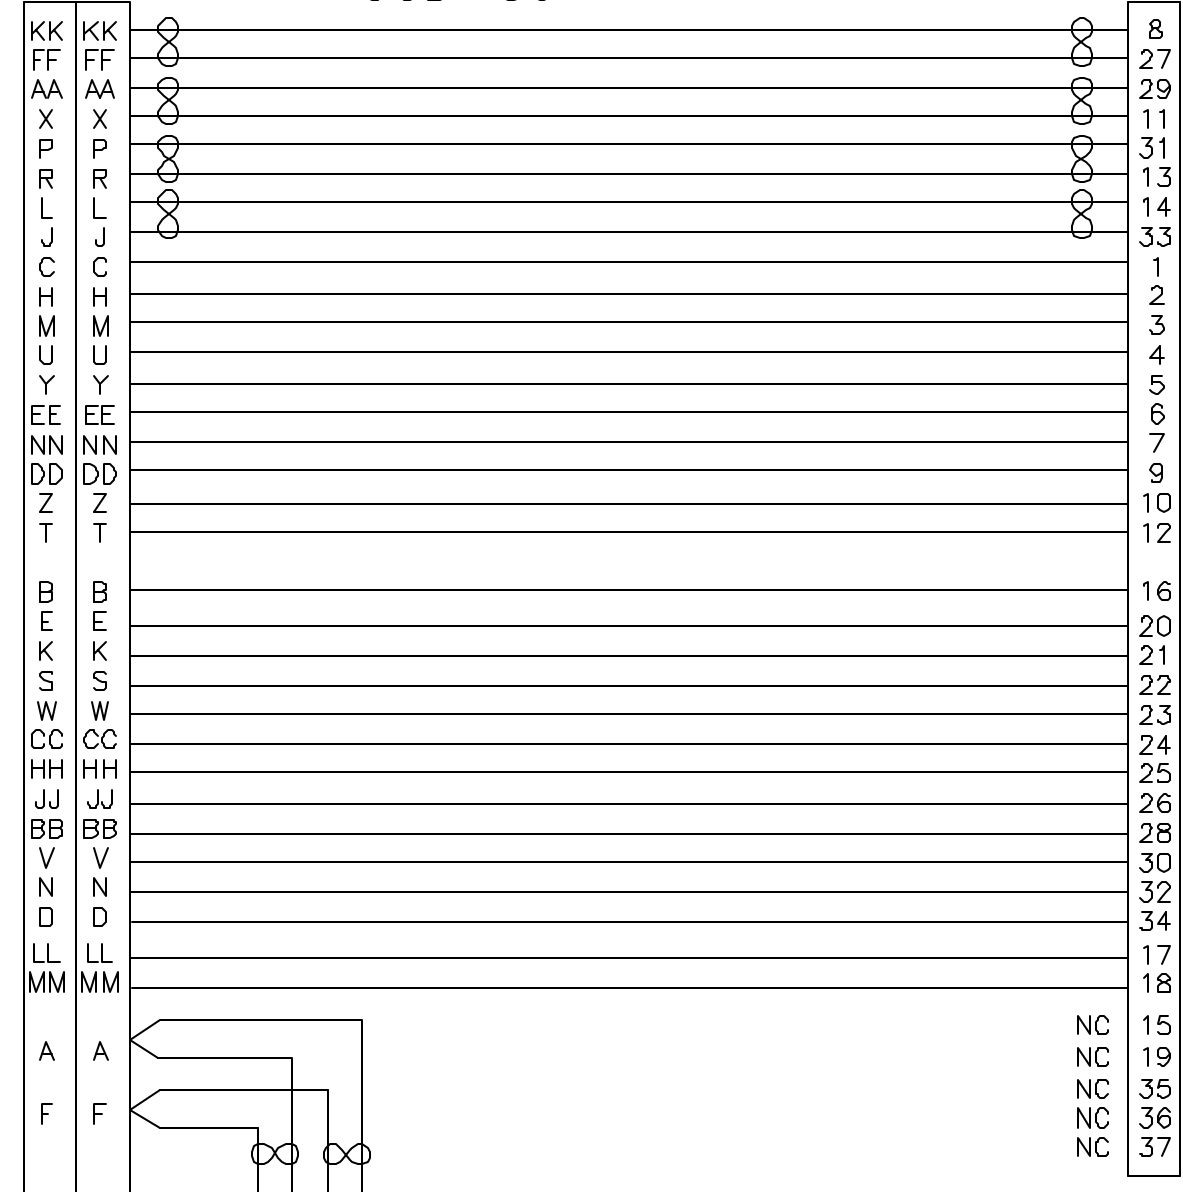 KK KK 8
FF FF 27
AA AA 29
X X 11
P P 31
R R 13
L L 14
J J 33
C C 1
H H 2
M M 3
U U 4
Y Y 5
EE EE 6
NN NN 7
DD DD 9
Z Z 10
T T 12
B B 16
E E 20
K K 21
S S 22
W W 23
CC CC 24
HH HH 25
JJ JJ 26
BB BB 28
V V 30
N N 32
D D 34
LL LL 17
MM MM 18
NC 15
A A NC 19
NC 35
F F NC 36
NC 37